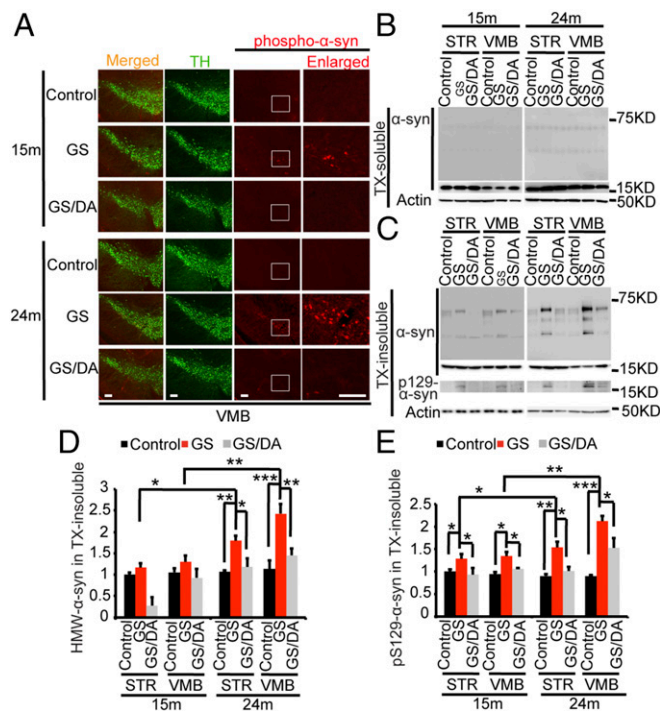 A
phospho-α-syn
Merged TH Enlarged
Control
15m GS
GS/DA
Control
24m GS
GS/DA
VMB
B
15m 24m
STR VMB STR VMB
Control GS GS/DA Control GS GS/DA Control GS GS/DA Control GS GS/DA
TX-soluble
α-syn
75KD
15KD
Actin 50KD
C
STR VMB STR VMB
Control GS GS/DA Control GS GS/DA Control GS GS/DA Control GS GS/DA
TX-insoluble
75KD
α-syn
15KD
p129-
α-syn 15KD
Actin 50KD
D
Control GS GS/DA
HMW-α-syn in TX-insoluble
** 
* *** 
** * **
3
2.5
2
1.5
1
0.5
0
Control GS GS/DA Control GS GS/DA Control GS GS/DA Control GS GS/DA
STR VMB STR VMB
15m 24m
E
Control GS GS/DA
pS129-α-syn in TX-insoluble
**
* ***
* * * * ** * *
2.5
2
1.5
1
0.5
0
Control GS GS/DA Control GS GS/DA Control GS GS/DA Control GS GS/DA
STR VMB STR VMB
15m 24m